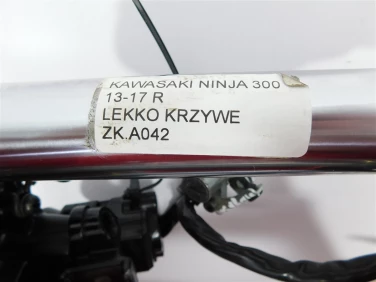 KAWASAKI NINJA 300
13-17 R
LEKKO KRZYWE
ZK.A042